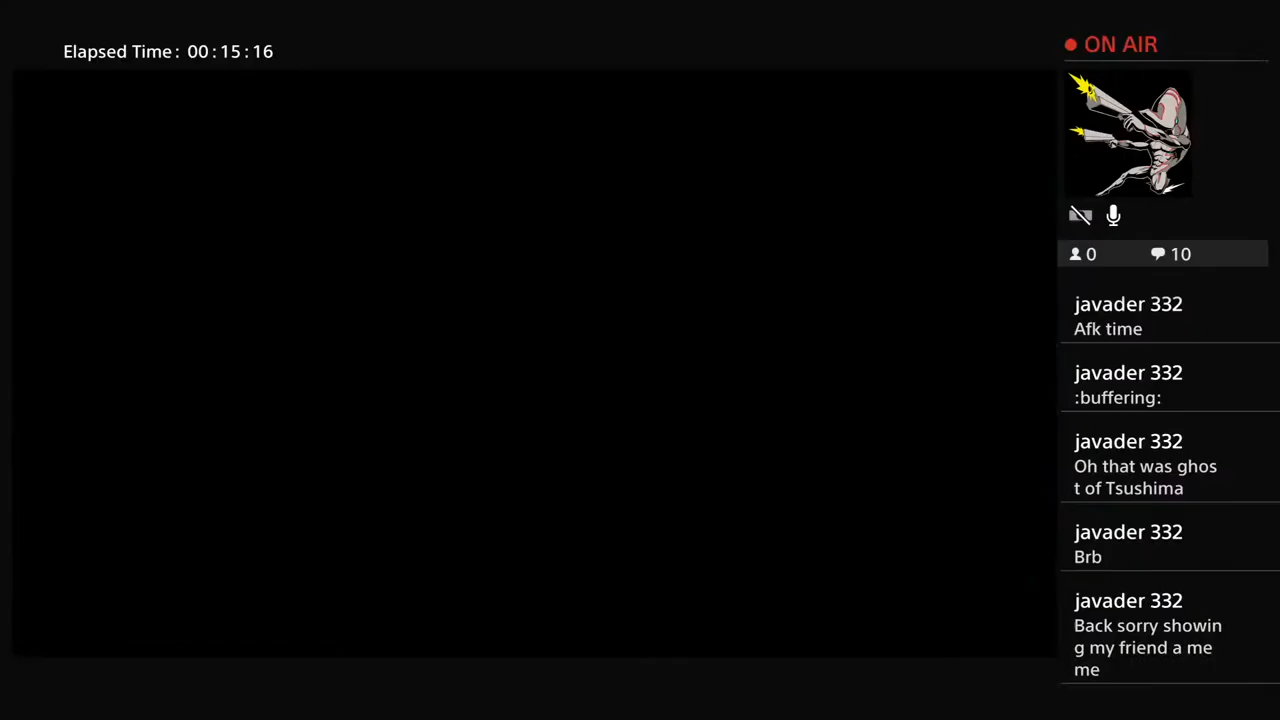 Elapsed Time: 00:15:16
ON AIR
0 10
javader 332
Afk time
javader 332
:buffering:
javader 332
Oh that was ghos
t of Tsushima
javader 332
Brb
javader 332
Back sorry showin
g my friend a me
me